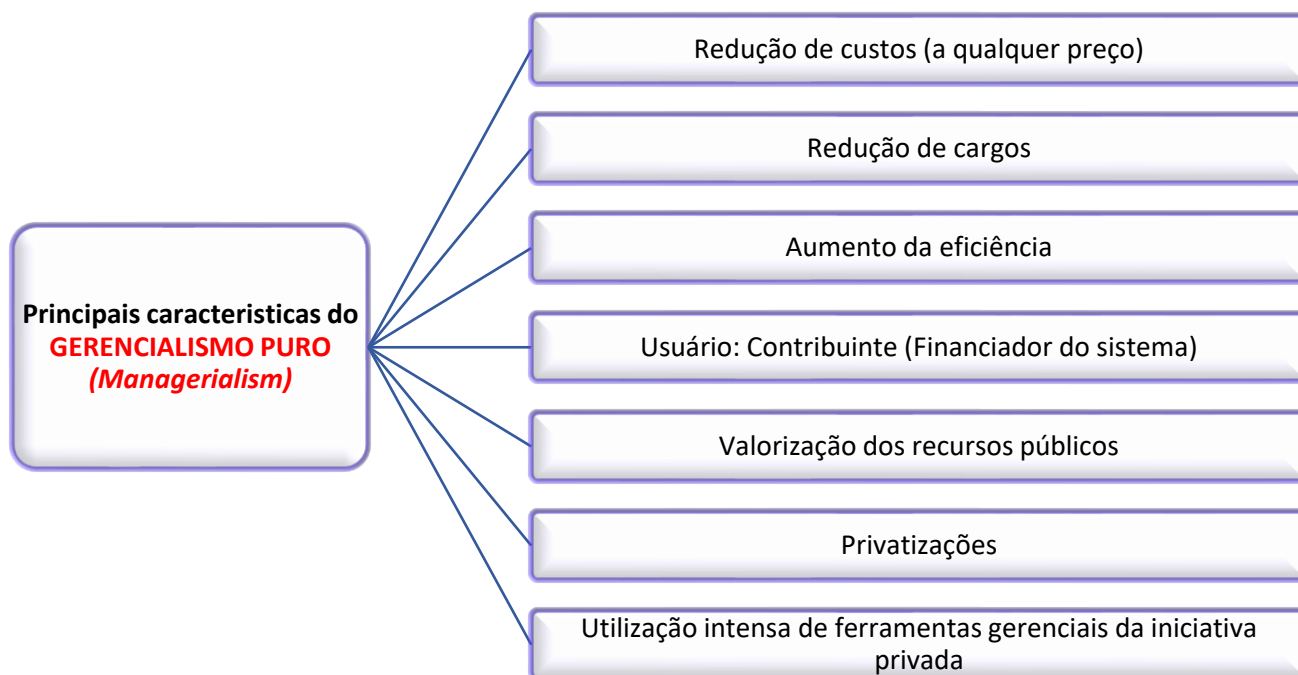 Principais caracteristicas do
GERENCIALISMO PURO
(Managerialism)
Redução de custos (a qualquer preço)
Redução de cargos
Aumento da eficiência
Usuário: Contribuinte (Financiador do sistema)
Valorização dos recursos públicos
Privatizações
Utilização intensa de ferramentas gerenciais da iniciativa
privada